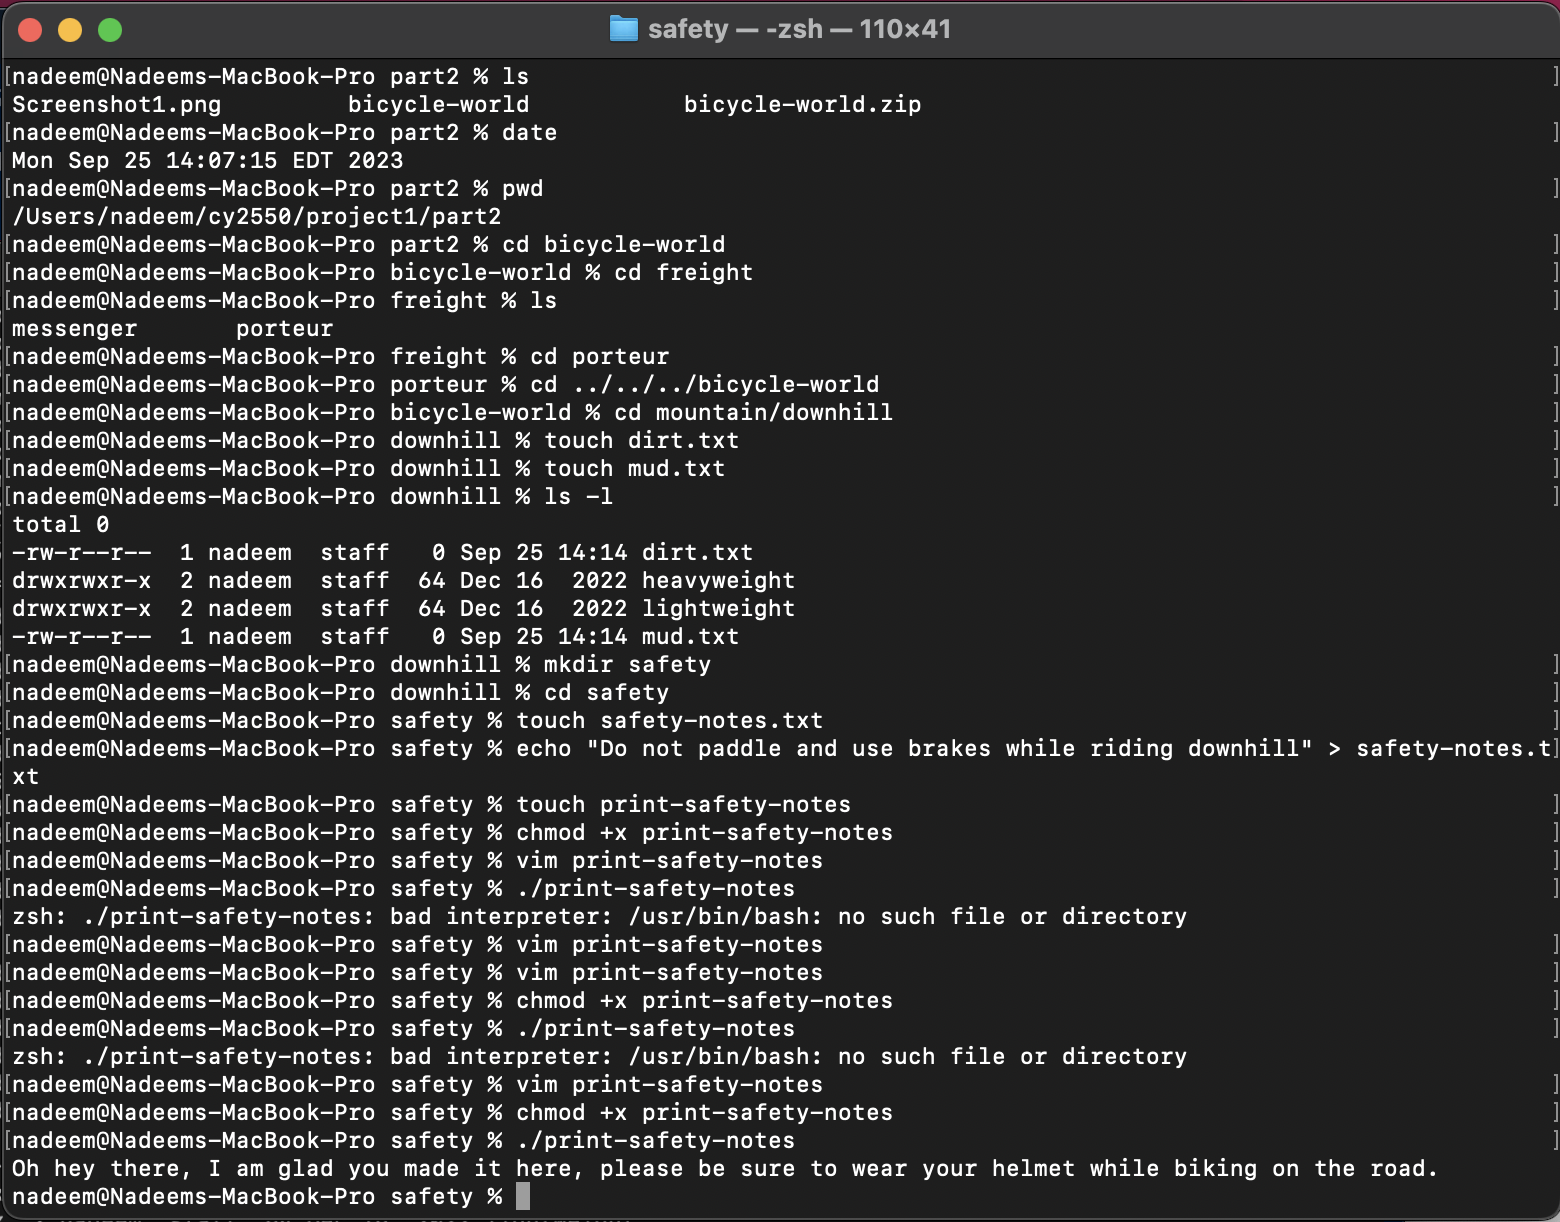 safety — -zsh — 110×41
[nadeem@Nadeems-MacBook-Pro part2 % ls ]
Screenshot1.png         bicycle-world           bicycle-world.zip
[nadeem@Nadeems-MacBook-Pro part2 % date ]
Mon Sep 25 14:07:15 EDT 2023
[nadeem@Nadeems-MacBook-Pro part2 % pwd ]
/Users/nadeem/cy2550/project1/part2
[nadeem@Nadeems-MacBook-Pro part2 % cd bicycle-world ]
[nadeem@Nadeems-MacBook-Pro bicycle-world % cd freight ]
[nadeem@Nadeems-MacBook-Pro freight % ls ]
messenger       porteur
[nadeem@Nadeems-MacBook-Pro freight % cd porteur ]
[nadeem@Nadeems-MacBook-Pro porteur % cd ../../../bicycle-world ]
[nadeem@Nadeems-MacBook-Pro bicycle-world % cd mountain/downhill ]
[nadeem@Nadeems-MacBook-Pro downhill % touch dirt.txt ]
[nadeem@Nadeems-MacBook-Pro downhill % touch mud.txt ]
[nadeem@Nadeems-MacBook-Pro downhill % ls -l ]
total 0
-rw-r--r--  1 nadeem  staff   0 Sep 25 14:14 dirt.txt
drwxrwxr-x  2 nadeem  staff  64 Dec 16  2022 heavyweight
drwxrwxr-x  2 nadeem  staff  64 Dec 16  2022 lightweight
-rw-r--r--  1 nadeem  staff   0 Sep 25 14:14 mud.txt
[nadeem@Nadeems-MacBook-Pro downhill % mkdir safety ]
[nadeem@Nadeems-MacBook-Pro downhill % cd safety ]
[nadeem@Nadeems-MacBook-Pro safety % touch safety-notes.txt ]
[nadeem@Nadeems-MacBook-Pro safety % echo "Do not paddle and use brakes while riding downhill" > safety-notes.t]
xt
[nadeem@Nadeems-MacBook-Pro safety % touch print-safety-notes ]
[nadeem@Nadeems-MacBook-Pro safety % chmod +x print-safety-notes ]
[nadeem@Nadeems-MacBook-Pro safety % vim print-safety-notes ]
[nadeem@Nadeems-MacBook-Pro safety % ./print-safety-notes ]
zsh: ./print-safety-notes: bad interpreter: /usr/bin/bash: no such file or directory
[nadeem@Nadeems-MacBook-Pro safety % vim print-safety-notes ]
[nadeem@Nadeems-MacBook-Pro safety % vim print-safety-notes ]
[nadeem@Nadeems-MacBook-Pro safety % chmod +x print-safety-notes ]
[nadeem@Nadeems-MacBook-Pro safety % ./print-safety-notes ]
zsh: ./print-safety-notes: bad interpreter: /usr/bin/bash: no such file or directory
[nadeem@Nadeems-MacBook-Pro safety % vim print-safety-notes ]
[nadeem@Nadeems-MacBook-Pro safety % chmod +x print-safety-notes ]
[nadeem@Nadeems-MacBook-Pro safety % ./print-safety-notes ]
Oh hey there, I am glad you made it here, please be sure to wear your helmet while biking on the road.
nadeem@Nadeems-MacBook-Pro safety %